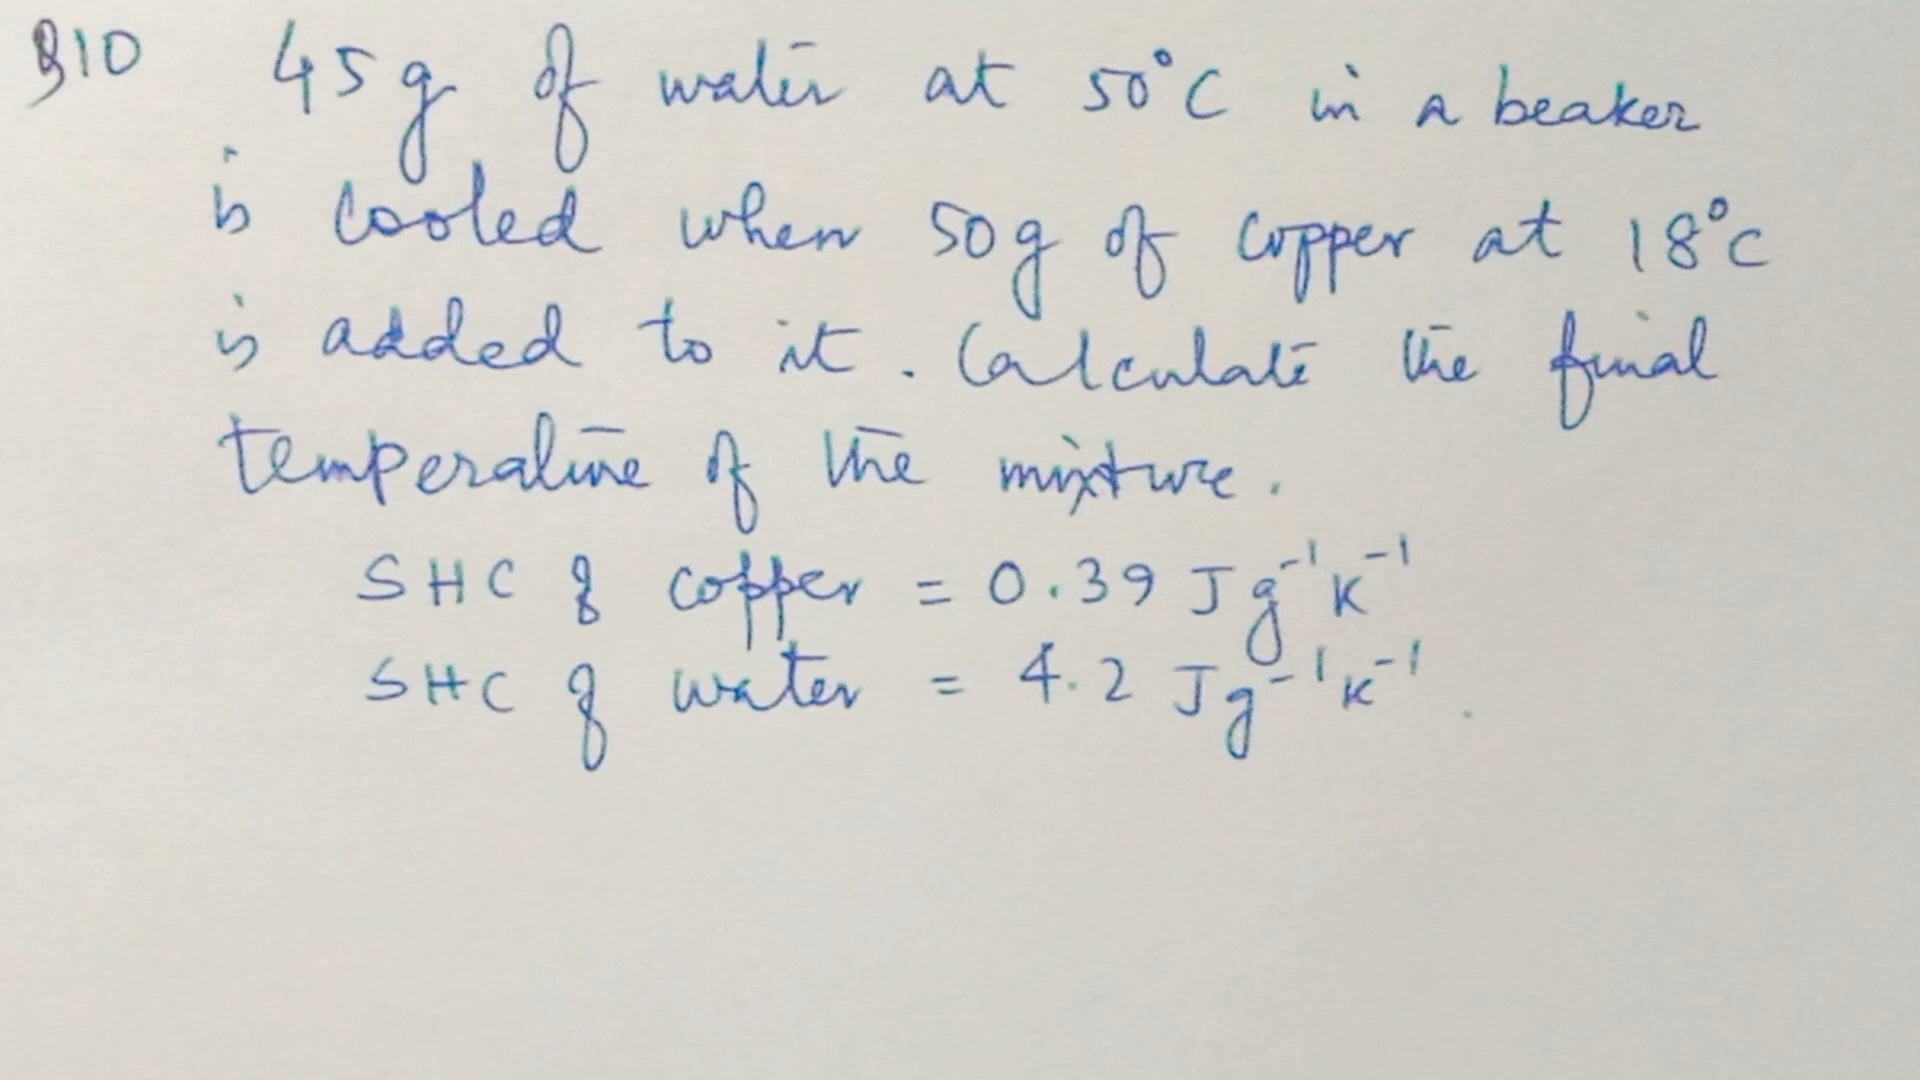 Q10 45g of water at 50°C in a beaker
is cooled when 50g of copper at 18°C
is added to it. Calculate the final
temperature of the mixture.
SHC of copper = 0.39 Jg⁻¹K⁻¹
SHC of water = 4.2 Jg⁻¹K⁻¹.